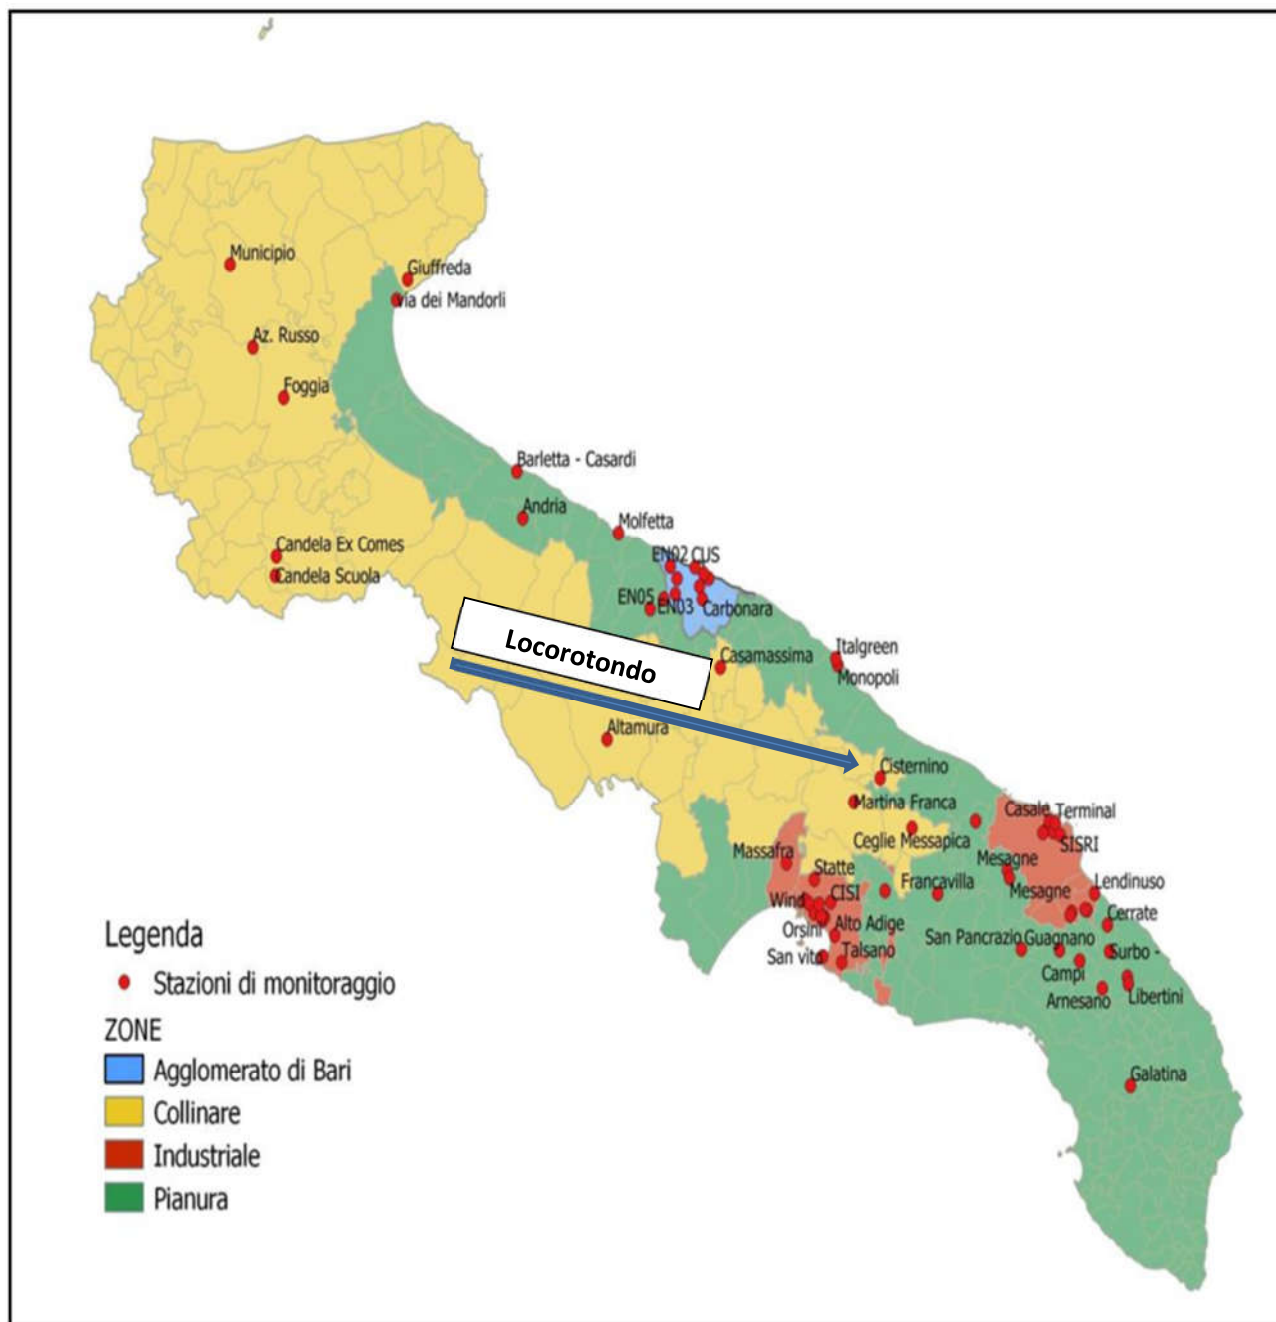 Municipio
Giuffreda
via dei Mandorli
Az. Russo
Foggia
Barletta - Casardi
Andria
Molfetta
Candela Ex Comes
Candela Scuola
EN02 CUS
EN05
EN03
Carbonara
Locorotondo
Casamassima
Italgreen
Monopoli
Altamura
Cisternino
Martina Franca
Casale
Terminal
Ceglie Messapica
SISRI
Massafra
Mesagne
Statte
Francavilla
Mesagne
Lendinuso
Wind
CISI
Cerrate
Orsini
Alto Adige
San Pancrazio
Guagnano
Surbo -
San vito
Talsano
Campi
Arnesano
Libertini
Galatina
Legenda
Stazioni di monitoraggio
ZONE
Agglomerato di Bari
Collinare
Industriale
Pianura